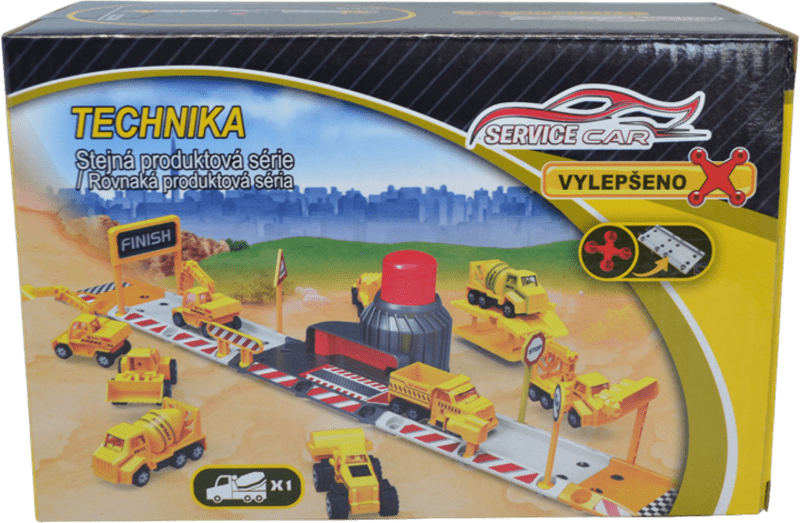 TECHNIKA
Stejná produktová série
/ Rovnaká produktová séria
SERVICE CAR
VYLEPŠENO
FINISH
STOP
X1